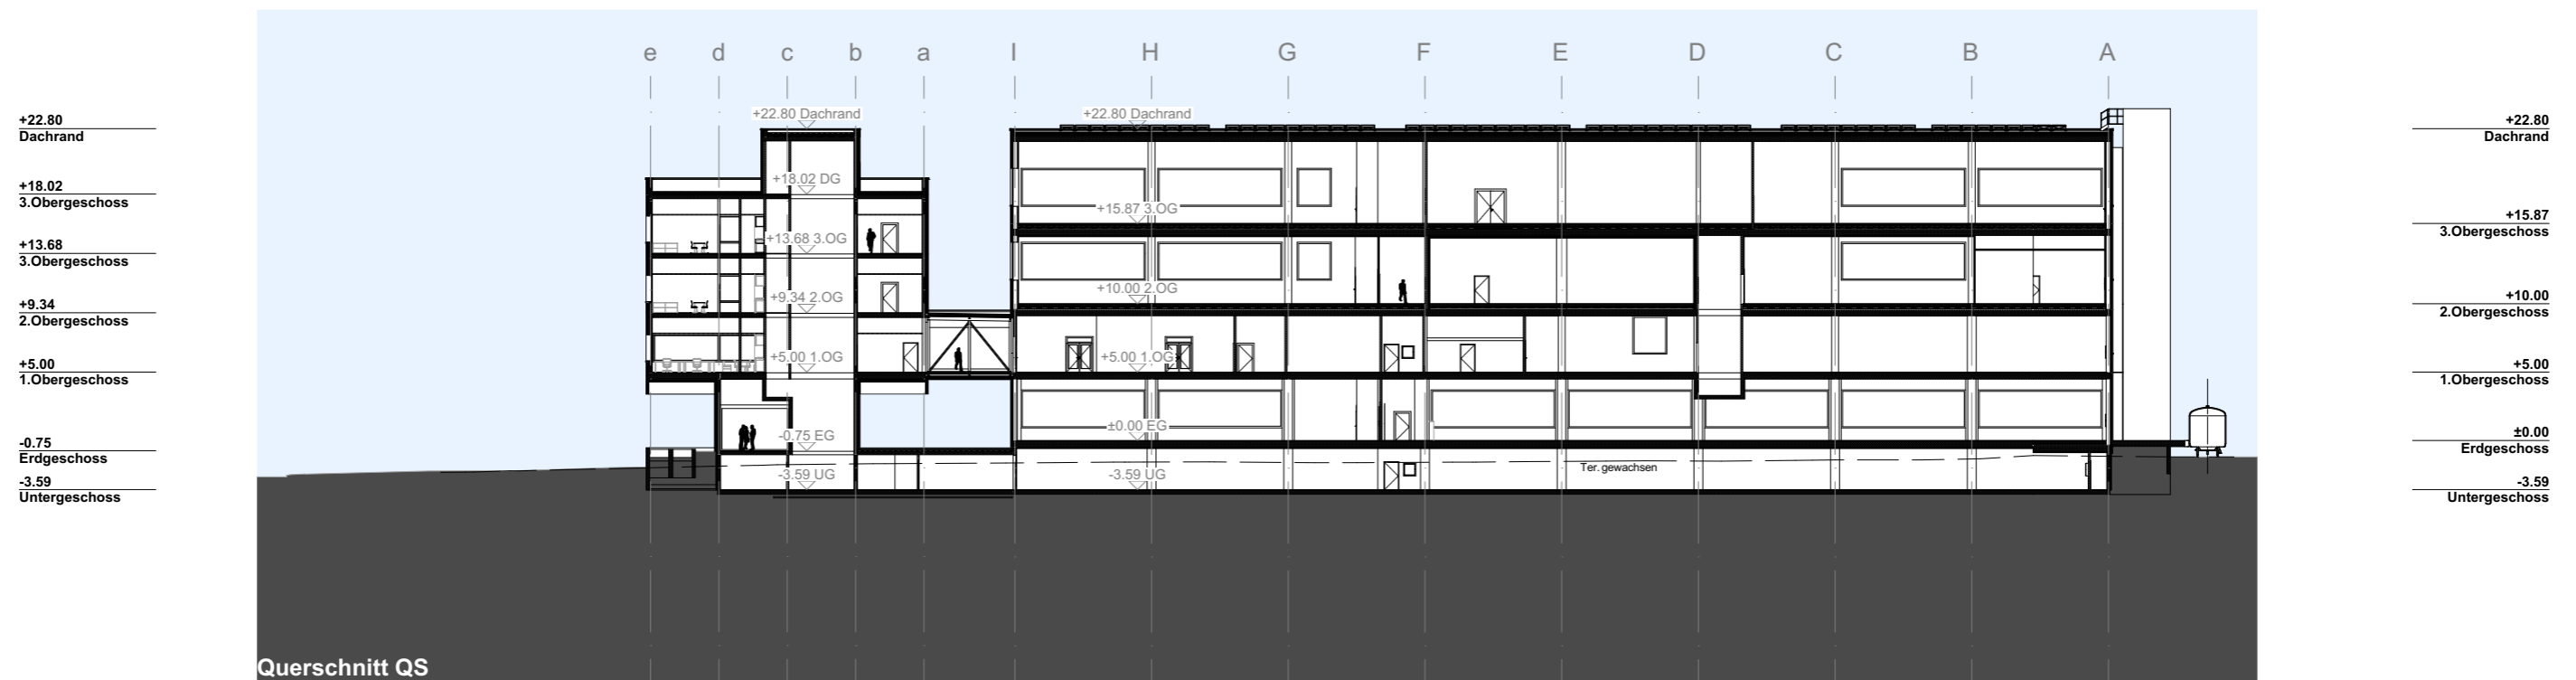 e d c b a I H G F E D C B A
+22.80
Dachrand
+18.02
3.Obergeschoss
+13.68
3.Obergeschoss
+9.34
2.Obergeschoss
+5.00
1.Obergeschoss
-0.75
Erdgeschoss
-3.59
Untergeschoss
+22.80 Dachrand
+18.02 DG
+13.68 3.OG
+9.34 2.OG
+5.00 1.OG
-0.75 EG
-3.59 UG
+22.80 Dachrand
+15.87 3.OG
+10.00 2.OG
+5.00 1.OG
±0.00 EG
-3.59 UG
Ter. gewachsen
+22.80
Dachrand
+15.87
3.Obergeschoss
+10.00
2.Obergeschoss
+5.00
1.Obergeschoss
±0.00
Erdgeschoss
-3.59
Untergeschoss
Querschnitt QS